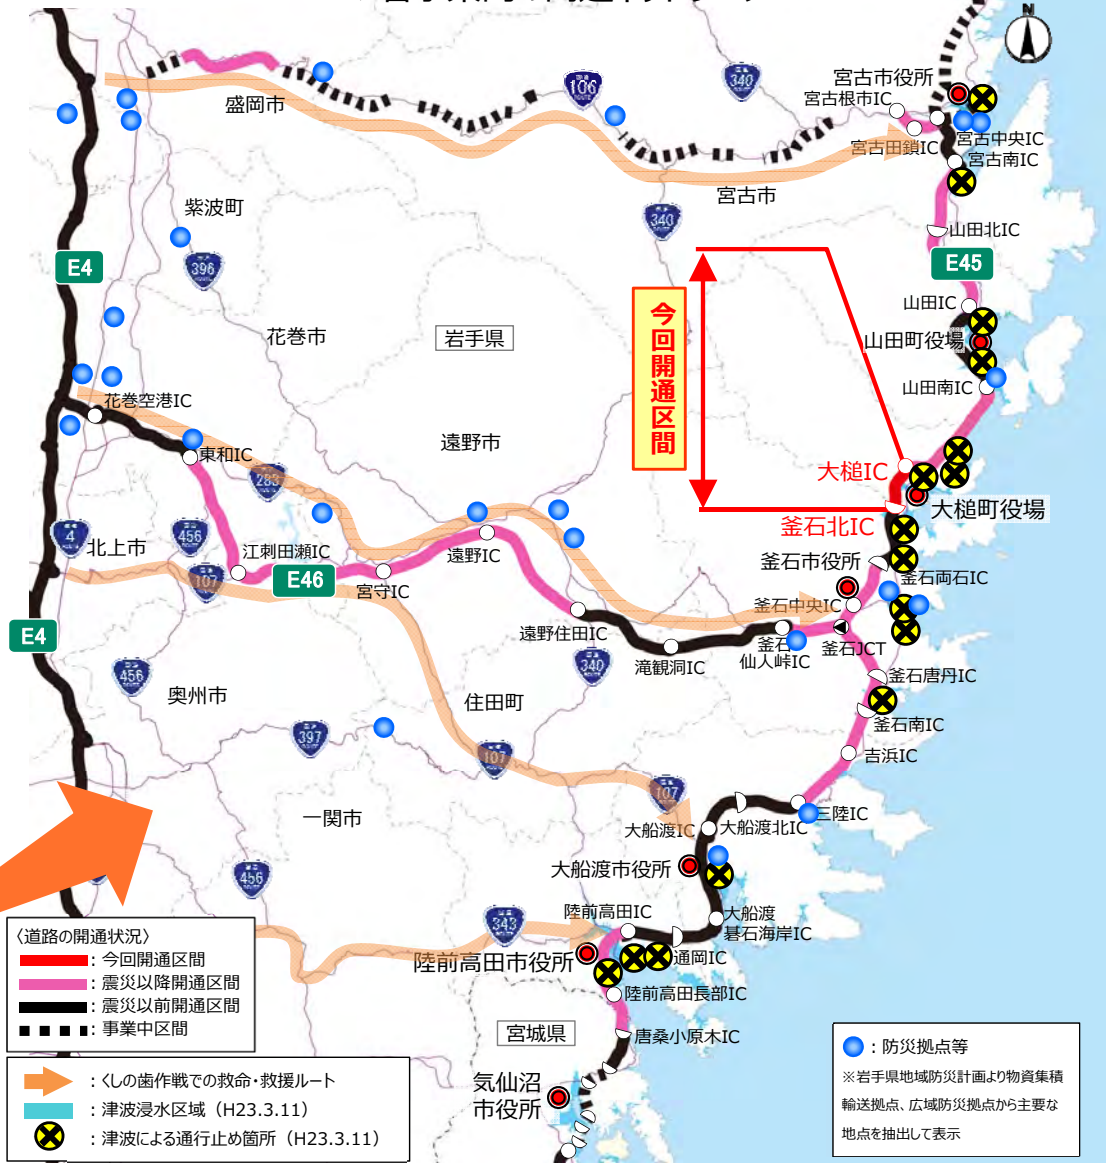 N
宮古市役所
宮古根市IC
340
106
盛岡市
宮古田鎖IC
宮古中央IC
宮古南IC
宮古市
紫波町
340
山田北IC
396
E4
E45
山田IC
今回開通区間
花巻市
岩手県
山田町役場
山田南IC
花巻空港IC
遠野市
東和IC
大槌IC
283
大槌町役場
釜石北IC
4
456
北上市
江刺田瀬IC
遠野IC
釜石市役所
釜石両石IC
107
E46
宮守IC
釜石中央IC
E4
遠野住田IC
釜石
仙人峠IC
釜石JCT
滝観洞IC
340
釜石唐丹IC
456
奥州市
住田町
釜石南IC
397
107
吉浜IC
107
一関市
大船渡IC
大船渡北IC
三陸IC
456
大船渡市役所
343
陸前高田IC
大船渡
碁石海岸IC
陸前高田市役所
通岡IC
陸前高田長部IC
宮城県
唐桑小原木IC
気仙沼
市役所
〈道路の開通状況〉
：今回開通区間
：震災以降開通区間
：震災以前開通区間
：事業中区間
：くしの歯作戦での救命・救援ルート
：津波浸水区域（H23.3.11）
：津波による通行止め箇所（H23.3.11）
：防災拠点等
※岩手県地域防災計画より物資集積
輸送拠点、広域防災拠点から主要な
地点を抽出して表示